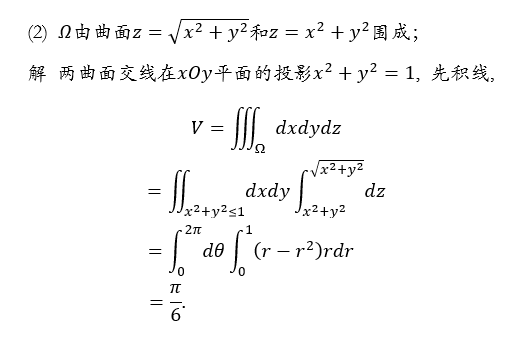 (2) Ω由曲面z = √(x² + y²)和z = x² + y²围成;
解 两曲面交线在xOy平面的投影x² + y² = 1, 先积线,
V = ∭_Ω dxdydz
= ∬_{x²+y²≤1} dxdy ∫_{x²+y²}^{√(x²+y²)} dz
= ∫_0^{2π} dθ ∫_0^1 (r − r²)rdr
= π/6.